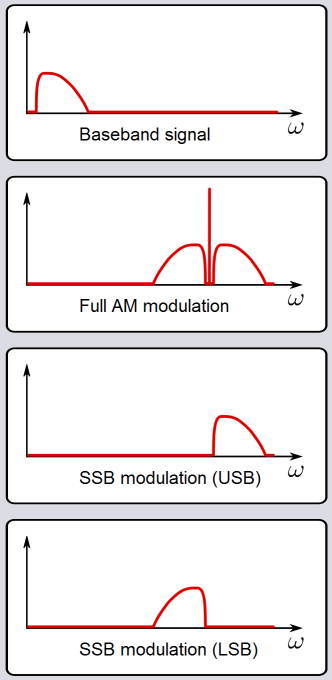 ω
Baseband signal
ω
Full AM modulation
ω
SSB modulation (USB)
ω
SSB modulation (LSB)